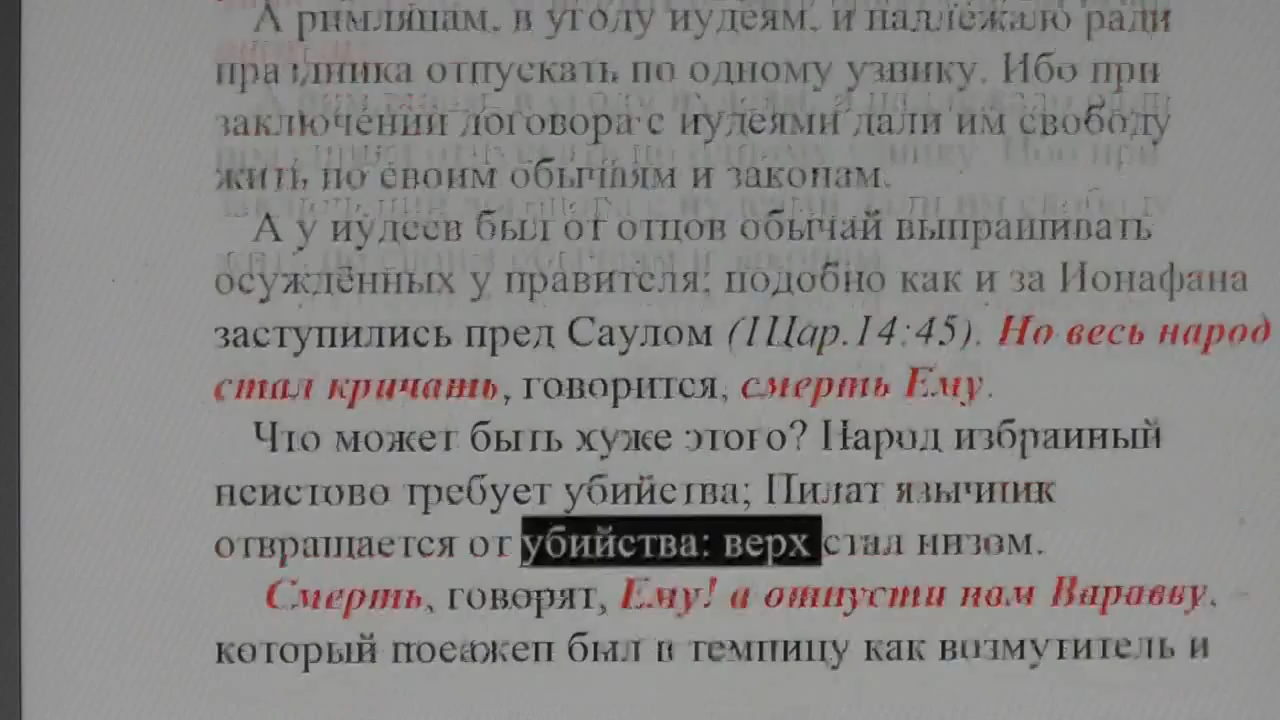 А римлянам, в угоду иудеям, и надлежало ради
праздника отпускать по одному узнику. Ибо при
заключении договора с иудеями дали им свободу
жить по своим обычаям и законам.
А у иудеев был от отцов обычай выпрашивать
осуждённых у правителя; подобно как и за Ионафана
заступились пред Саулом (1Цар.14:45). Но весь народ
стал кричать, говорится, смерть Ему.
Что может быть хуже этого? Народ избранный
неистово требует убийства; Пилат язычник
отвращается от убийства: верх стал низом.
Смерть, говорят, Ему! а отпусти нам Варавву,
который посажен был в темницу как возмутитель и